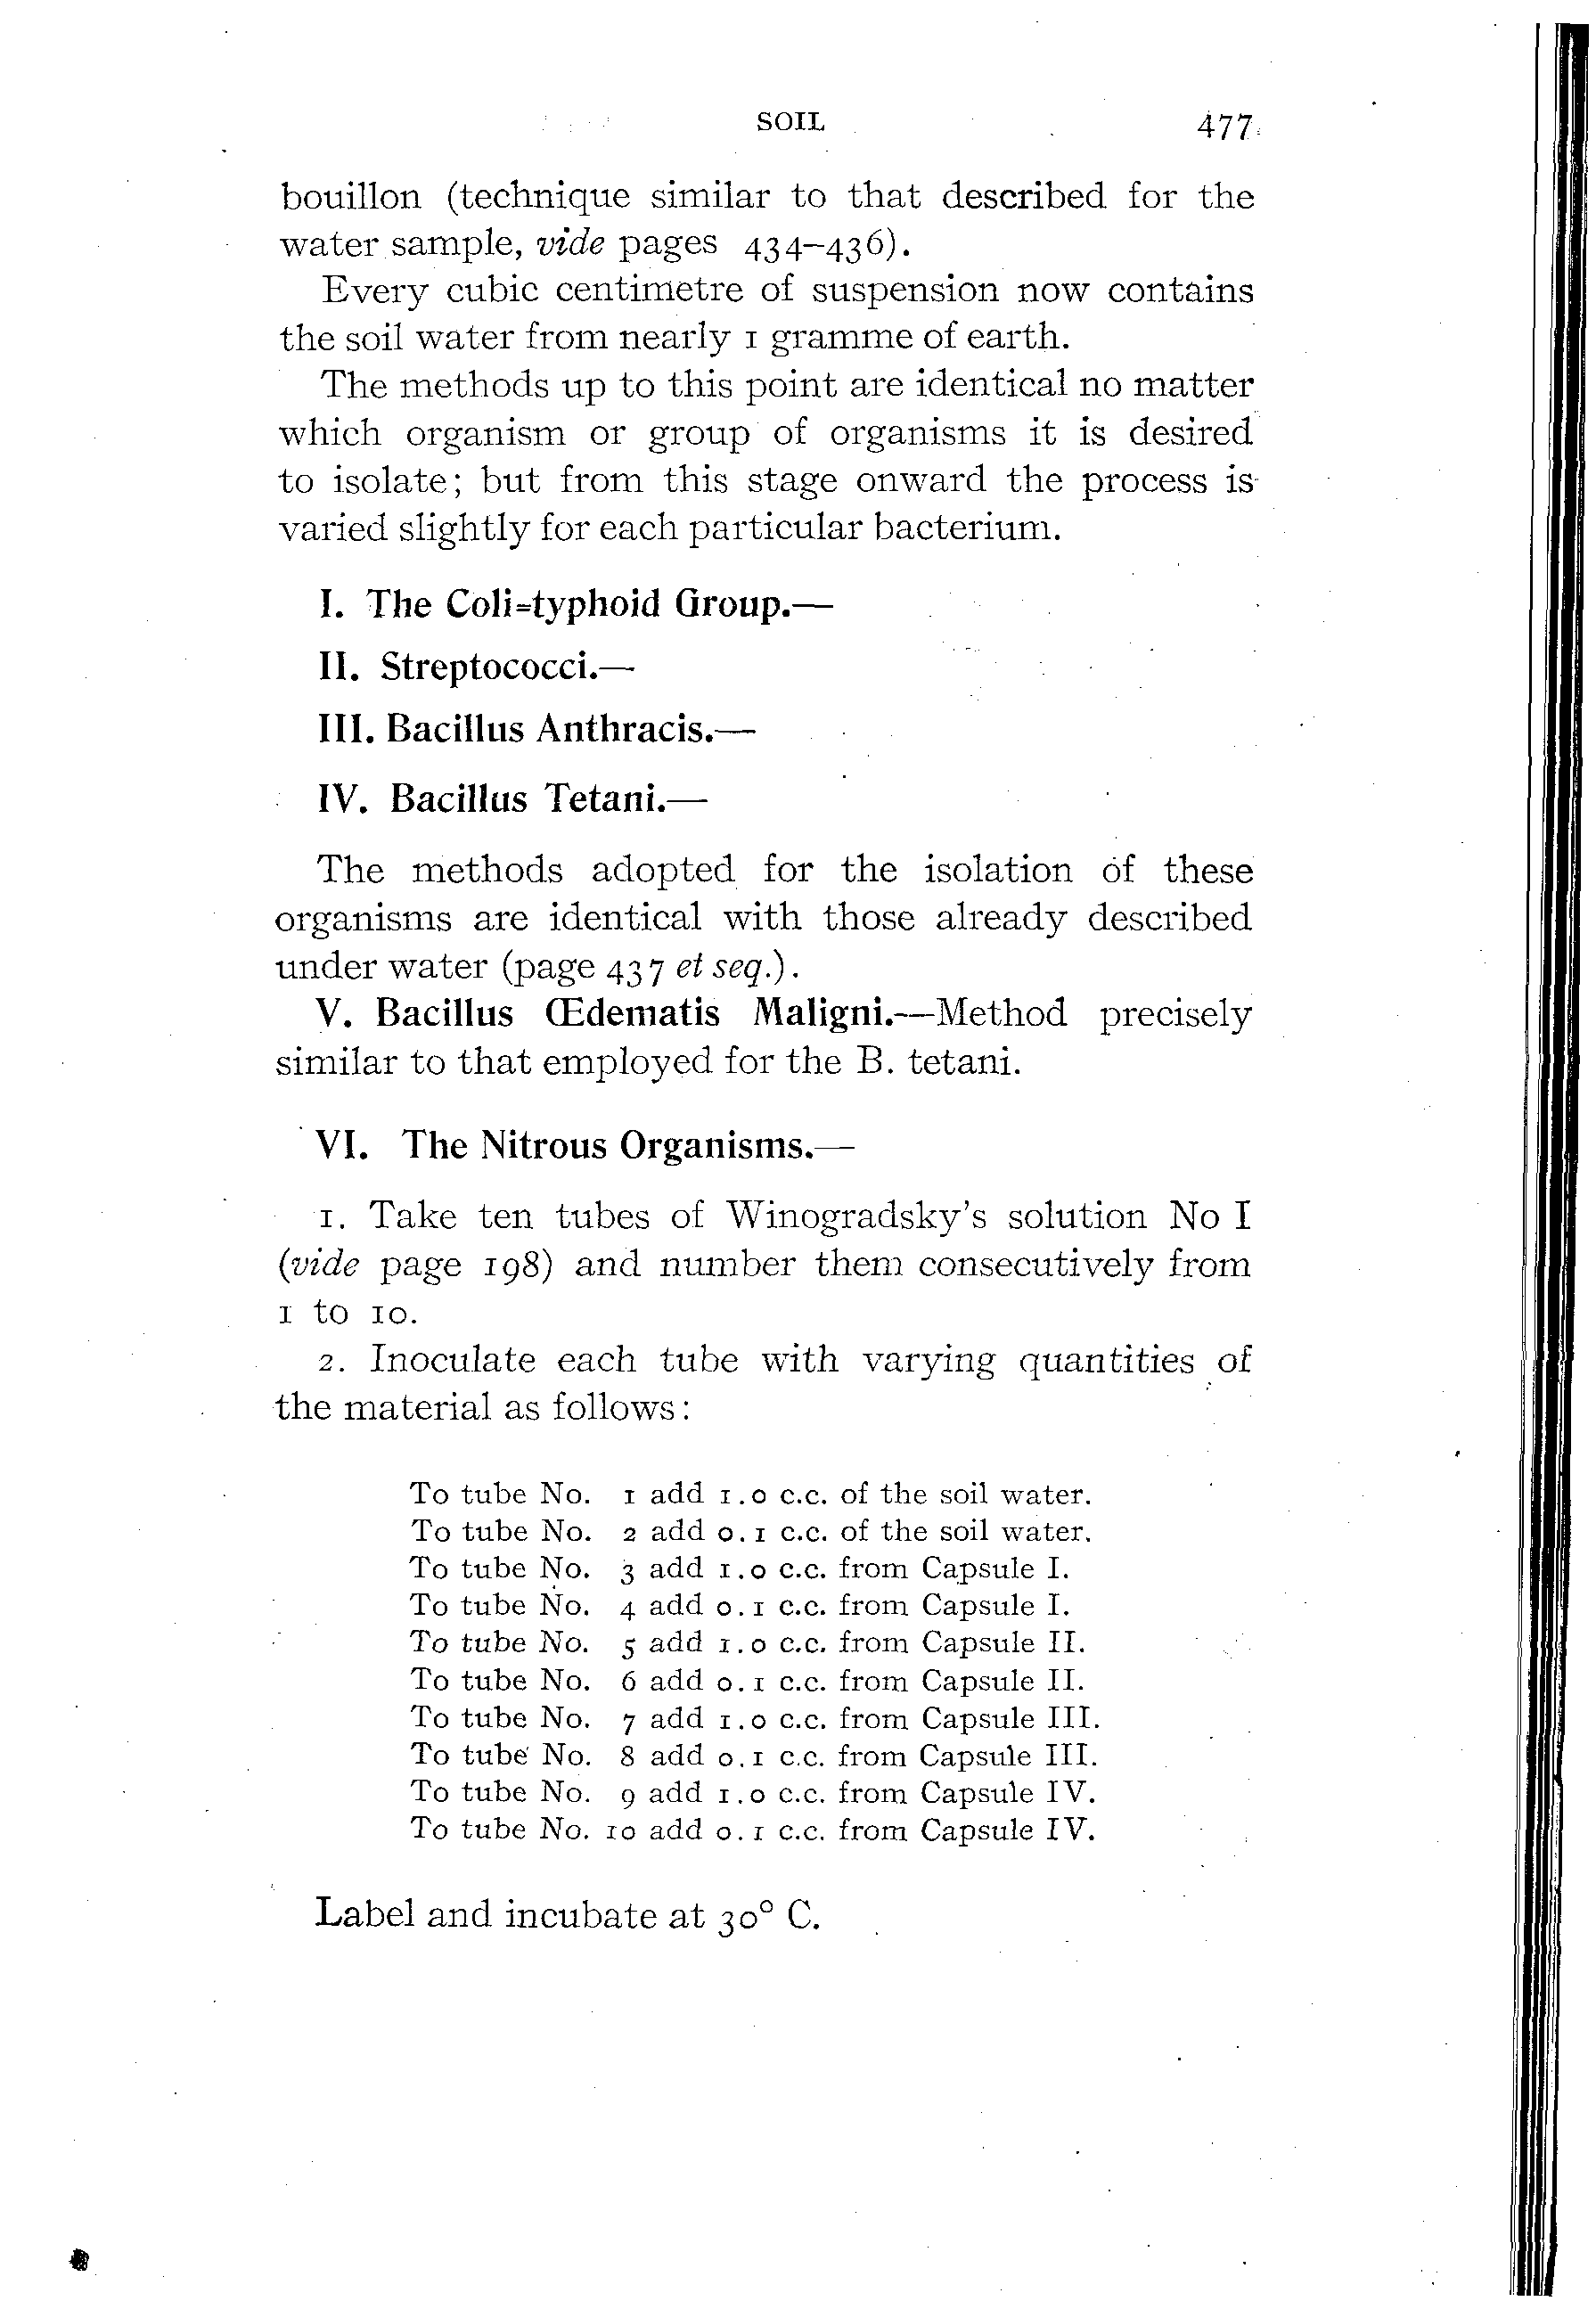 SOIL 477
bouillon (technique similar to that described for the
water sample, vide pages 434–436).
Every cubic centimetre of suspension now contains
the soil water from nearly 1 gramme of earth.
The methods up to this point are identical no matter
which organism or group of organisms it is desired
to isolate; but from this stage onward the process is
varied slightly for each particular bacterium.
I. The Coli-typhoid Group.—
II. Streptococci.—
III. Bacillus Anthracis.—
IV. Bacillus Tetani.—
The methods adopted for the isolation of these
organisms are identical with those already described
under water (page 437 et seq.).
V. Bacillus Œdematis Maligni.—Method precisely
similar to that employed for the B. tetani.
VI. The Nitrous Organisms.—
1. Take ten tubes of Winogradsky's solution No I
(vide page 198) and number them consecutively from
1 to 10.
2. Inoculate each tube with varying quantities of
the material as follows:
To tube No. 1 add 1.0 c.c. of the soil water.
To tube No. 2 add 0.1 c.c. of the soil water.
To tube No. 3 add 1.0 c.c. from Capsule I.
To tube No. 4 add 0.1 c.c. from Capsule I.
To tube No. 5 add 1.0 c.c. from Capsule II.
To tube No. 6 add 0.1 c.c. from Capsule II.
To tube No. 7 add 1.0 c.c. from Capsule III.
To tube No. 8 add 0.1 c.c. from Capsule III.
To tube No. 9 add 1.0 c.c. from Capsule IV.
To tube No. 10 add 0.1 c.c. from Capsule IV.
Label and incubate at 30° C.